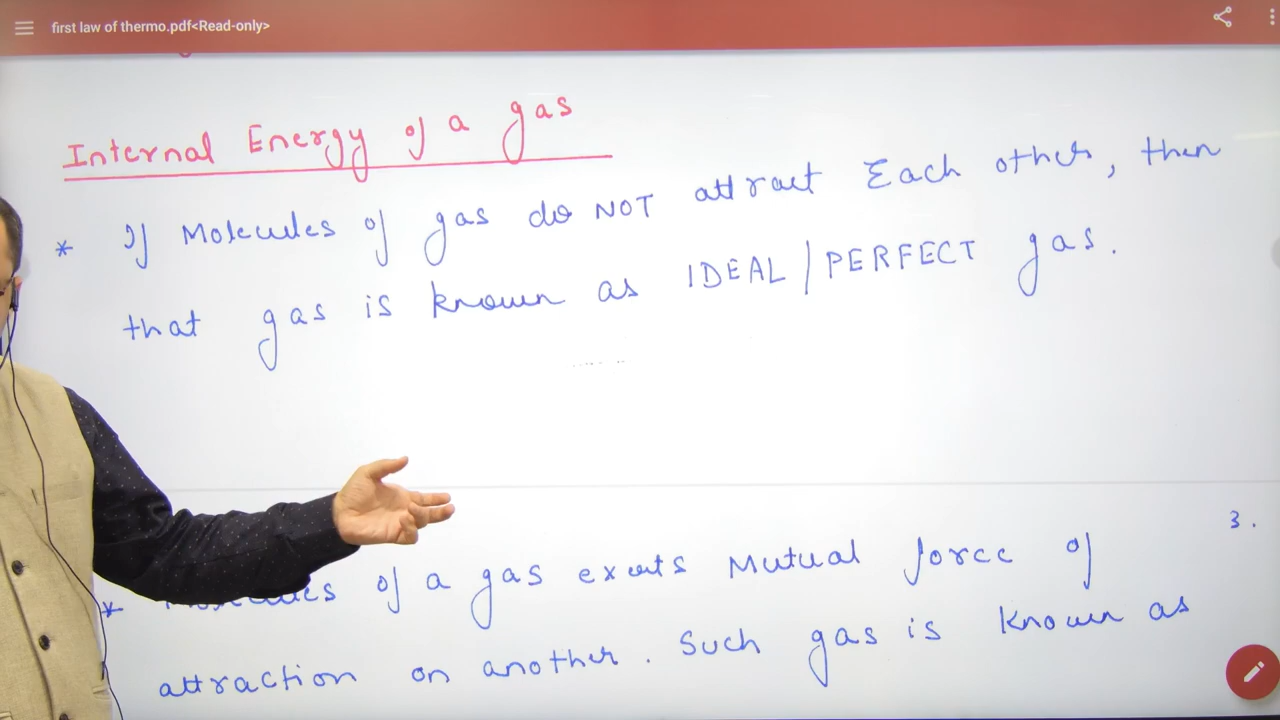 first law of thermo.pdf<Read-only>
Internal Energy of a gas
* If Molecules of gas do NOT attract Each other, then
that gas is known as IDEAL/PERFECT gas.
3.
* Molecules of a gas exerts Mutual force of
attraction on another. Such gas is known as